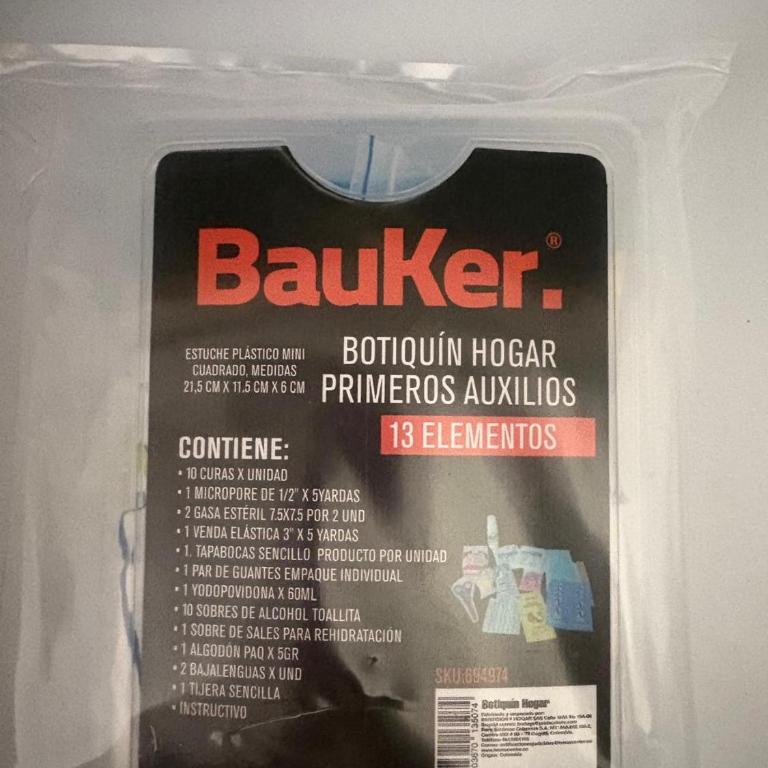 BauKer.®
ESTUCHE PLÁSTICO MINI
CUADRADO, MEDIDAS
21,5 CM X 11.5 CM X 6 CM
BOTIQUÍN HOGAR
PRIMEROS AUXILIOS
13 ELEMENTOS
CONTIENE:
• 10 CURAS X UNIDAD
• 1 MICROPORE DE 1/2" X 5YARDAS
• 2 GASA ESTÉRIL 7.5X7.5 POR 2 UND
• 1 VENDA ELÁSTICA 3" X 5 YARDAS
• 1. TAPABOCAS SENCILLO PRODUCTO POR UNIDAD
• 1 PAR DE GUANTES EMPAQUE INDIVIDUAL
• 1 YODOPOVIDONA X 60ML
• 10 SOBRES DE ALCOHOL TOALLITA
• 1 SOBRE DE SALES PARA REHIDRATACIÓN
• 1 ALGODÓN PAQ X 5GR
• 2 BAJALENGUAS X UND
• 1 TIJERA SENCILLA
• INSTRUCTIVO
SKU:694974
Botiquín Hogar
Origen: Colombia